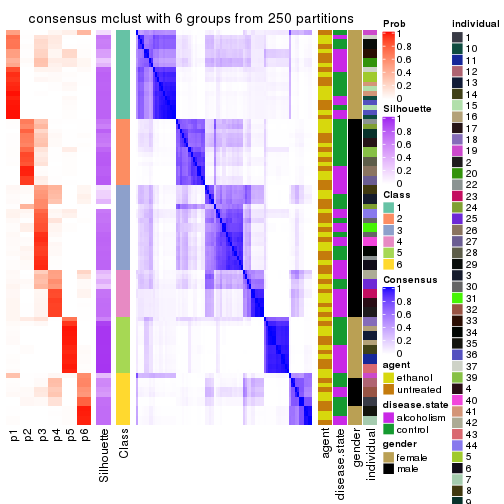 consensus mclust with 6 groups from 250 partitions
p1
p2
p3
p4
p5
p6
Silhouette
Class
agent
disease.state
gender
individual
Prob
1
0.8
0.6
0.4
0.2
0
Silhouette
1
0.8
0.6
0.4
0.2
0
Class
1
2
3
4
5
6
Consensus
1
0.8
0.6
0.4
0.2
0
agent
ethanol
untreated
disease.state
alcoholism
control
gender
female
male
individual
1
10
11
12
13
14
15
16
17
18
19
2
20
22
23
24
25
26
27
28
29
3
30
31
32
33
34
35
36
37
39
4
40
41
42
43
44
5
6
7
8
9